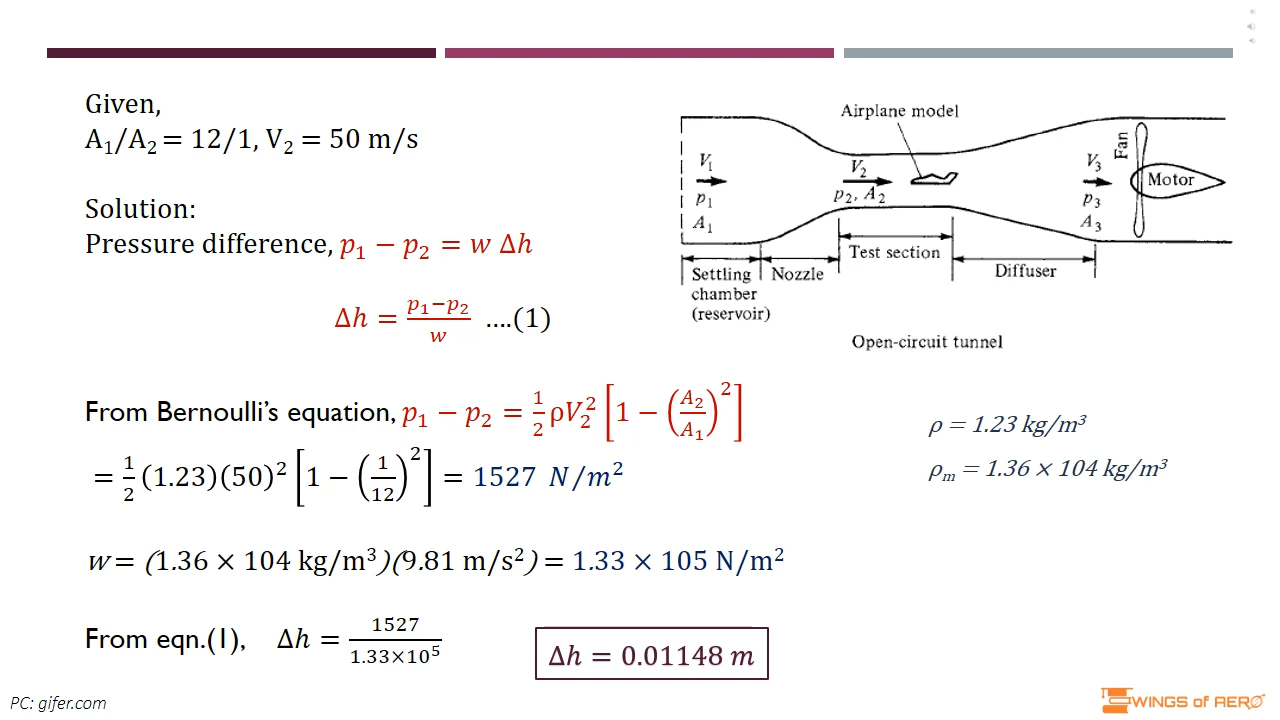 Given,
A₁/A₂ = 12/1, V₂ = 50 m/s
Solution:
Pressure difference, p₁ − p₂ = w Δh
Δh = (p₁−p₂)/w ....(1)
From Bernoulli's equation, p₁ − p₂ = ½ ρV₂² [1 − (A₂/A₁)²]
= ½ (1.23)(50)² [1 − (1/12)²] = 1527 N/m²
w = (1.36 × 104 kg/m³)(9.81 m/s²) = 1.33 × 105 N/m²
From eqn.(1), Δh = 1527/(1.33×10⁵)
Δh = 0.01148 m
Airplane model
V₁
p₁
A₁
V₂
p₂, A₂
V₃
p₃
A₃
Fan
Motor
Settling chamber (reservoir)
Nozzle
Test section
Diffuser
Open-circuit tunnel
ρ = 1.23 kg/m³
ρₘ = 1.36 × 104 kg/m³
PC: gifer.com
WINGS of AERO